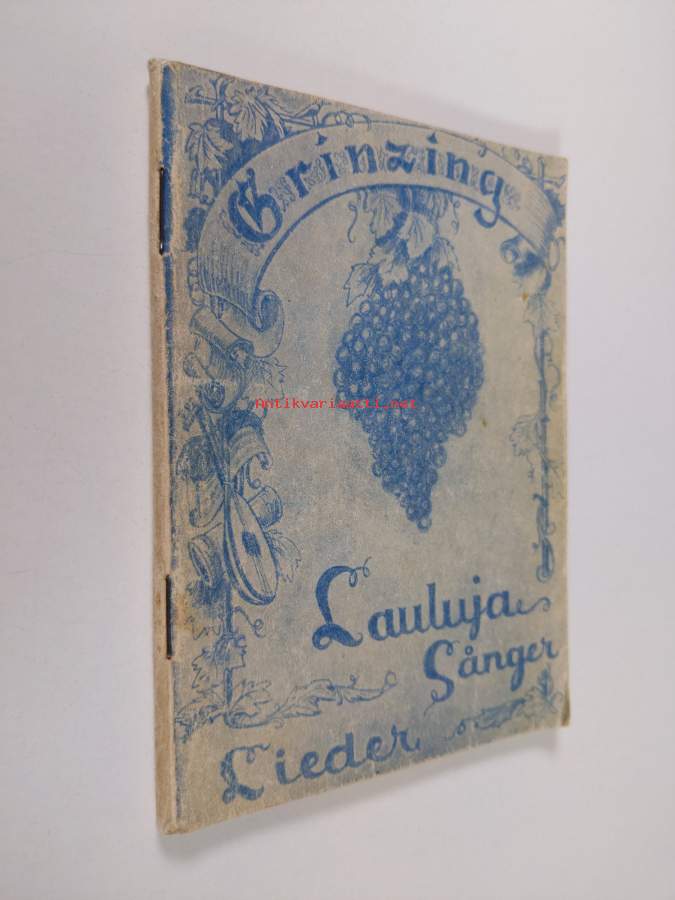 Grinzing
Antikvariaatti.net
Lauluja
Sånger
Lieder